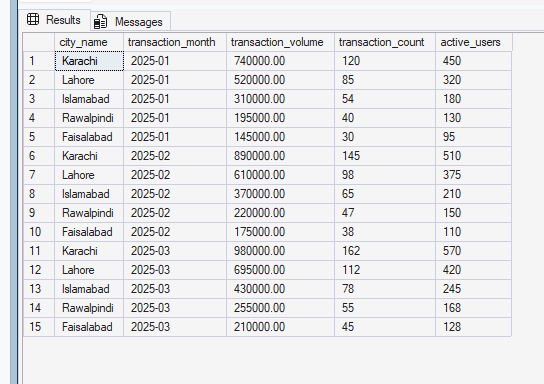 Results Messages
city_name transaction_month transaction_volume transaction_count active_users
1 Karachi 2025-01 740000.00 120 450
2 Lahore 2025-01 520000.00 85 320
3 Islamabad 2025-01 310000.00 54 180
4 Rawalpindi 2025-01 195000.00 40 130
5 Faisalabad 2025-01 145000.00 30 95
6 Karachi 2025-02 890000.00 145 510
7 Lahore 2025-02 610000.00 98 375
8 Islamabad 2025-02 370000.00 65 210
9 Rawalpindi 2025-02 220000.00 47 150
10 Faisalabad 2025-02 175000.00 38 110
11 Karachi 2025-03 980000.00 162 570
12 Lahore 2025-03 695000.00 112 420
13 Islamabad 2025-03 430000.00 78 245
14 Rawalpindi 2025-03 255000.00 55 168
15 Faisalabad 2025-03 210000.00 45 128